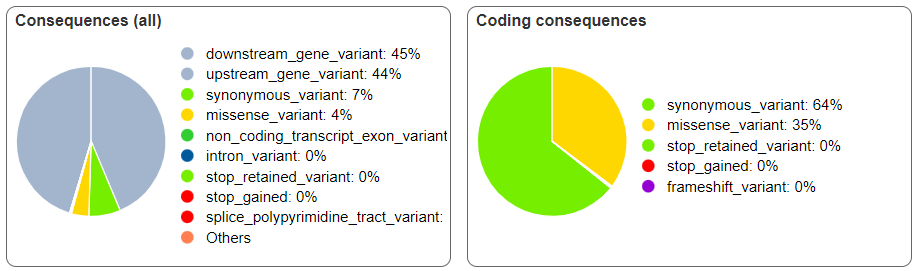 Consequences (all)
downstream_gene_variant: 45%
upstream_gene_variant: 44%
synonymous_variant: 7%
missense_variant: 4%
non_coding_transcript_exon_variant
intron_variant: 0%
stop_retained_variant: 0%
stop_gained: 0%
splice_polypyrimidine_tract_variant:
Others
Coding consequences
synonymous_variant: 64%
missense_variant: 35%
stop_retained_variant: 0%
stop_gained: 0%
frameshift_variant: 0%